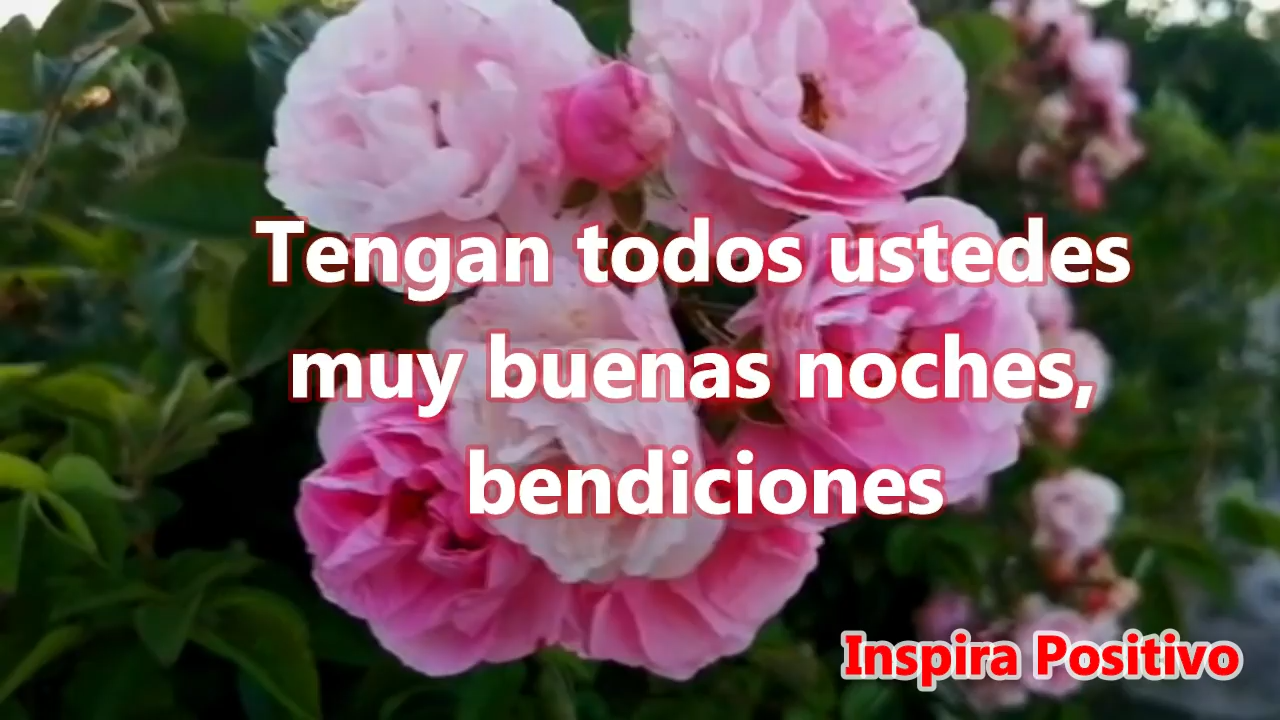 Tengan todos ustedes
muy buenas noches,
bendiciones
Inspira Positivo